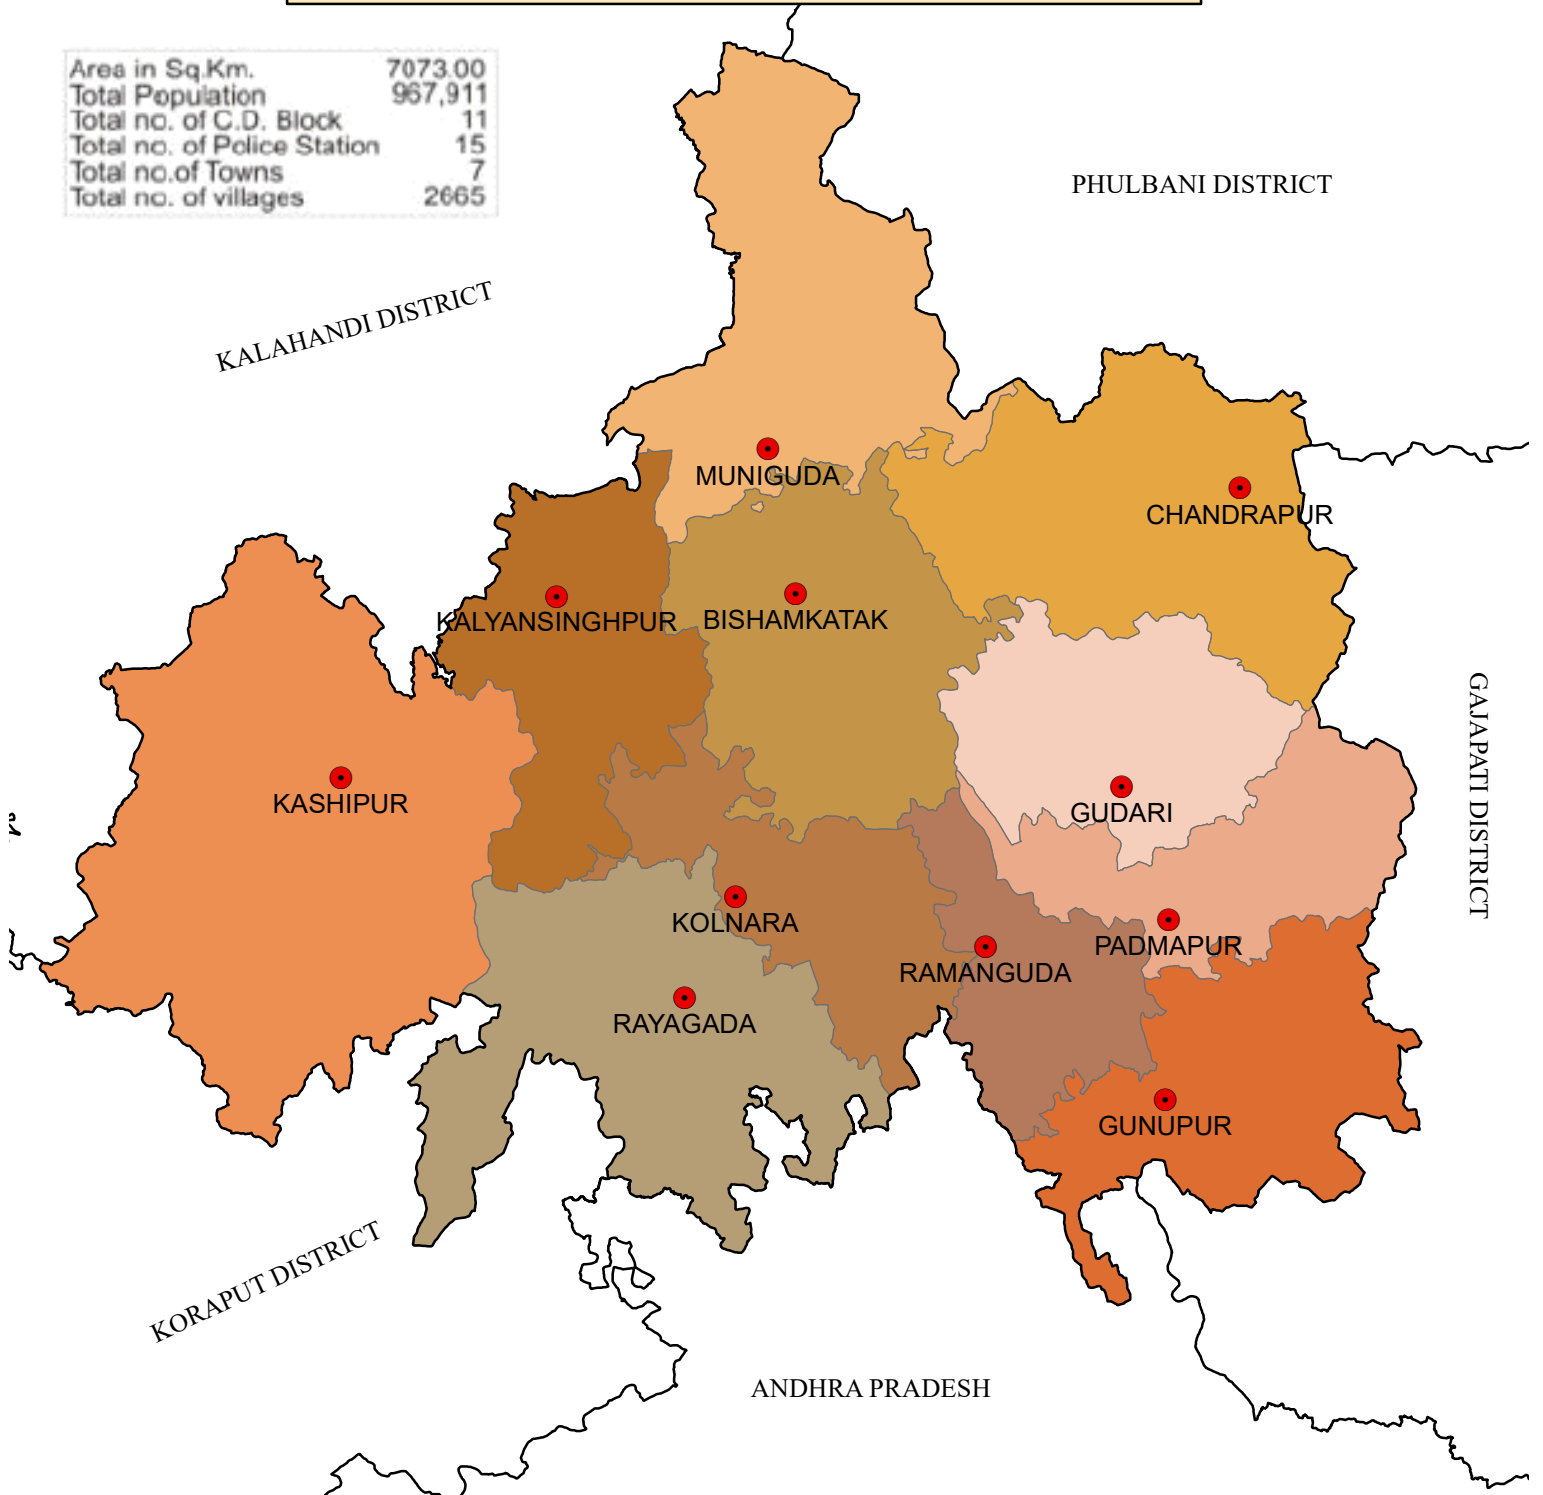 Area in Sq.Km. 7073.00
Total Population 967,911
Total no. of C.D. Block 11
Total no. of Police Station 15
Total no.of Towns 7
Total no. of villages 2665
PHULBANI DISTRICT
KALAHANDI DISTRICT
MUNIGUDA
CHANDRAPUR
KALYANSINGHPUR
BISHAMKATAK
GAJAPATI DISTRICT
KASHIPUR
GUDARI
KOLNARA
PADMAPUR
RAMANGUDA
RAYAGADA
GUNUPUR
KORAPUT DISTRICT
ANDHRA PRADESH